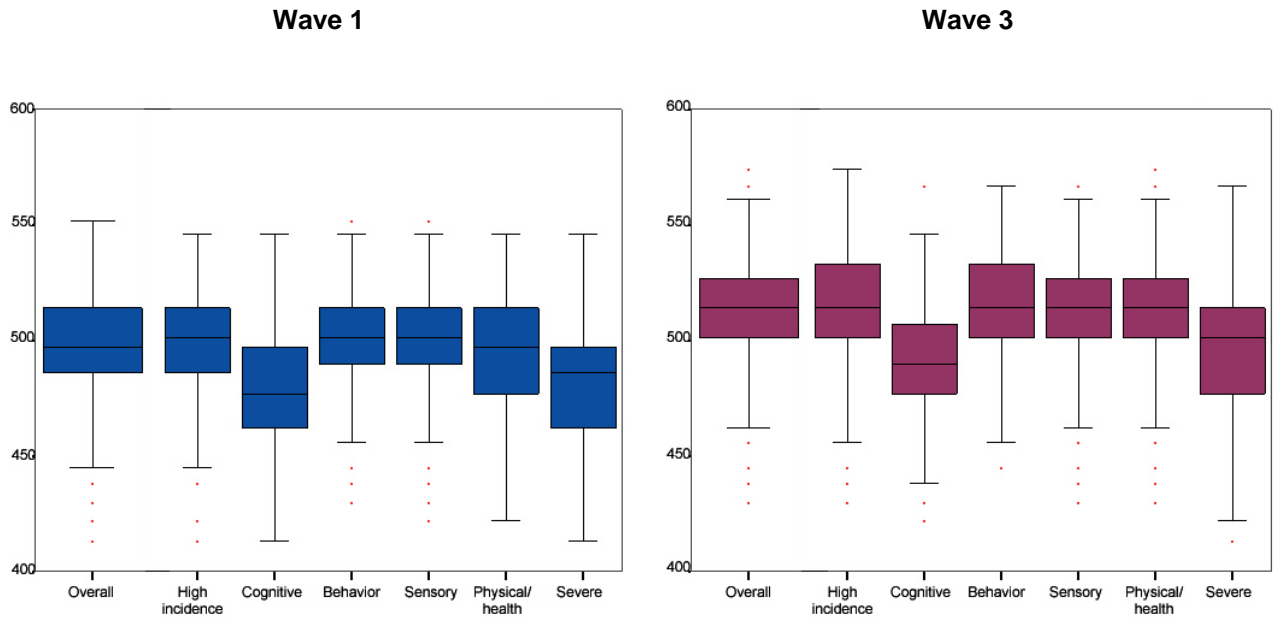 Wave 1
600
550
500
450
400
Overall
High
incidence
Cognitive
Behavior
Sensory
Physical/
health
Severe
Wave 3
600
550
500
450
400
Overall
High
incidence
Cognitive
Behavior
Sensory
Physical/
health
Severe